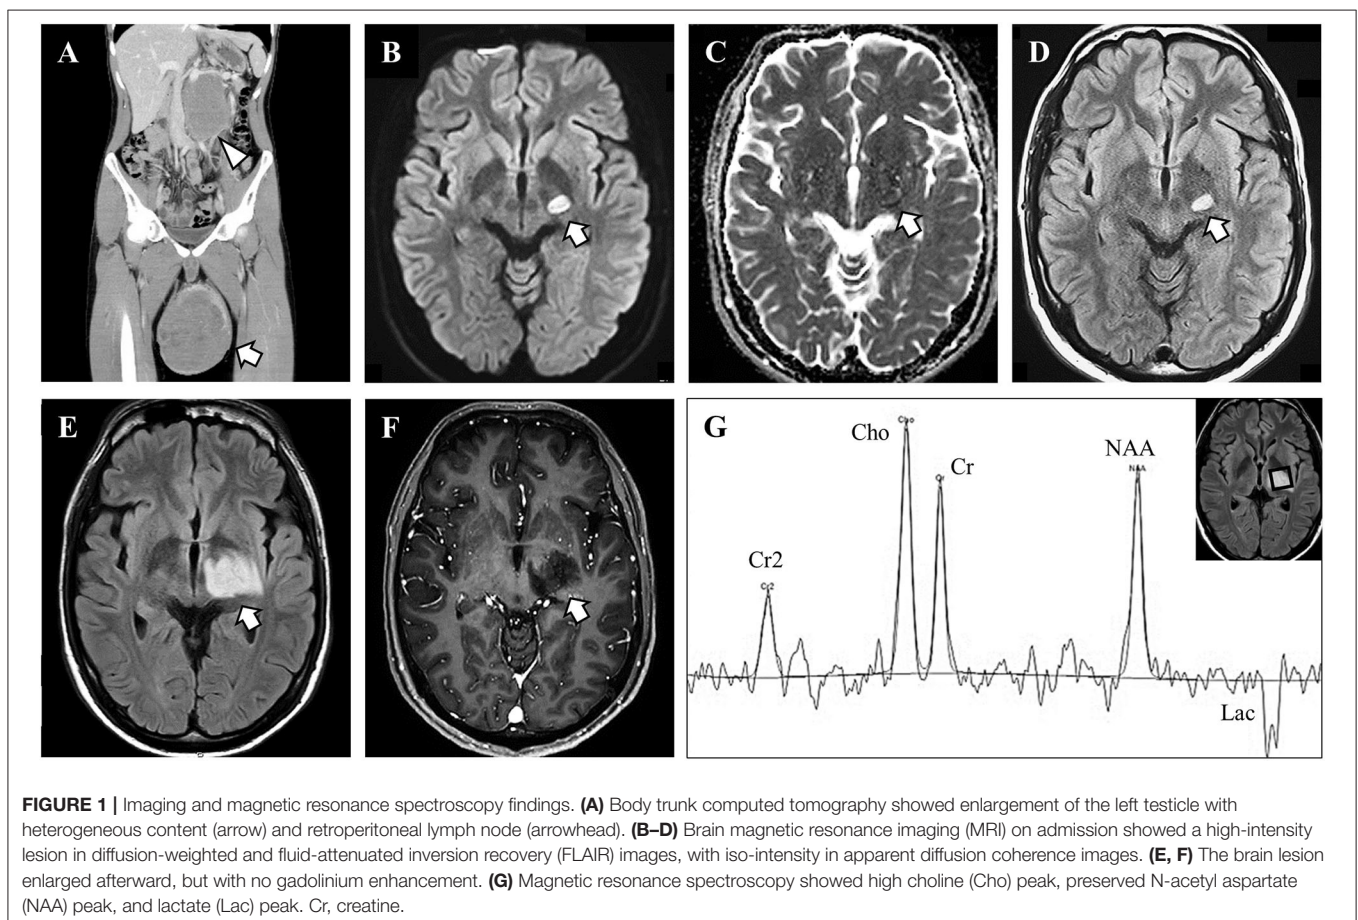 A
B
C
D
E
F
G
Cho
Cho
Cr
Cr
NAA
NAA
Cr2
Cr2
Lac
FIGURE 1 | Imaging and magnetic resonance spectroscopy findings. (A) Body trunk computed tomography showed enlargement of the left testicle with
heterogeneous content (arrow) and retroperitoneal lymph node (arrowhead). (B–D) Brain magnetic resonance imaging (MRI) on admission showed a high-intensity
lesion in diffusion-weighted and fluid-attenuated inversion recovery (FLAIR) images, with iso-intensity in apparent diffusion coherence images. (E, F) The brain lesion
enlarged afterward, but with no gadolinium enhancement. (G) Magnetic resonance spectroscopy showed high choline (Cho) peak, preserved N-acetyl aspartate
(NAA) peak, and lactate (Lac) peak. Cr, creatine.